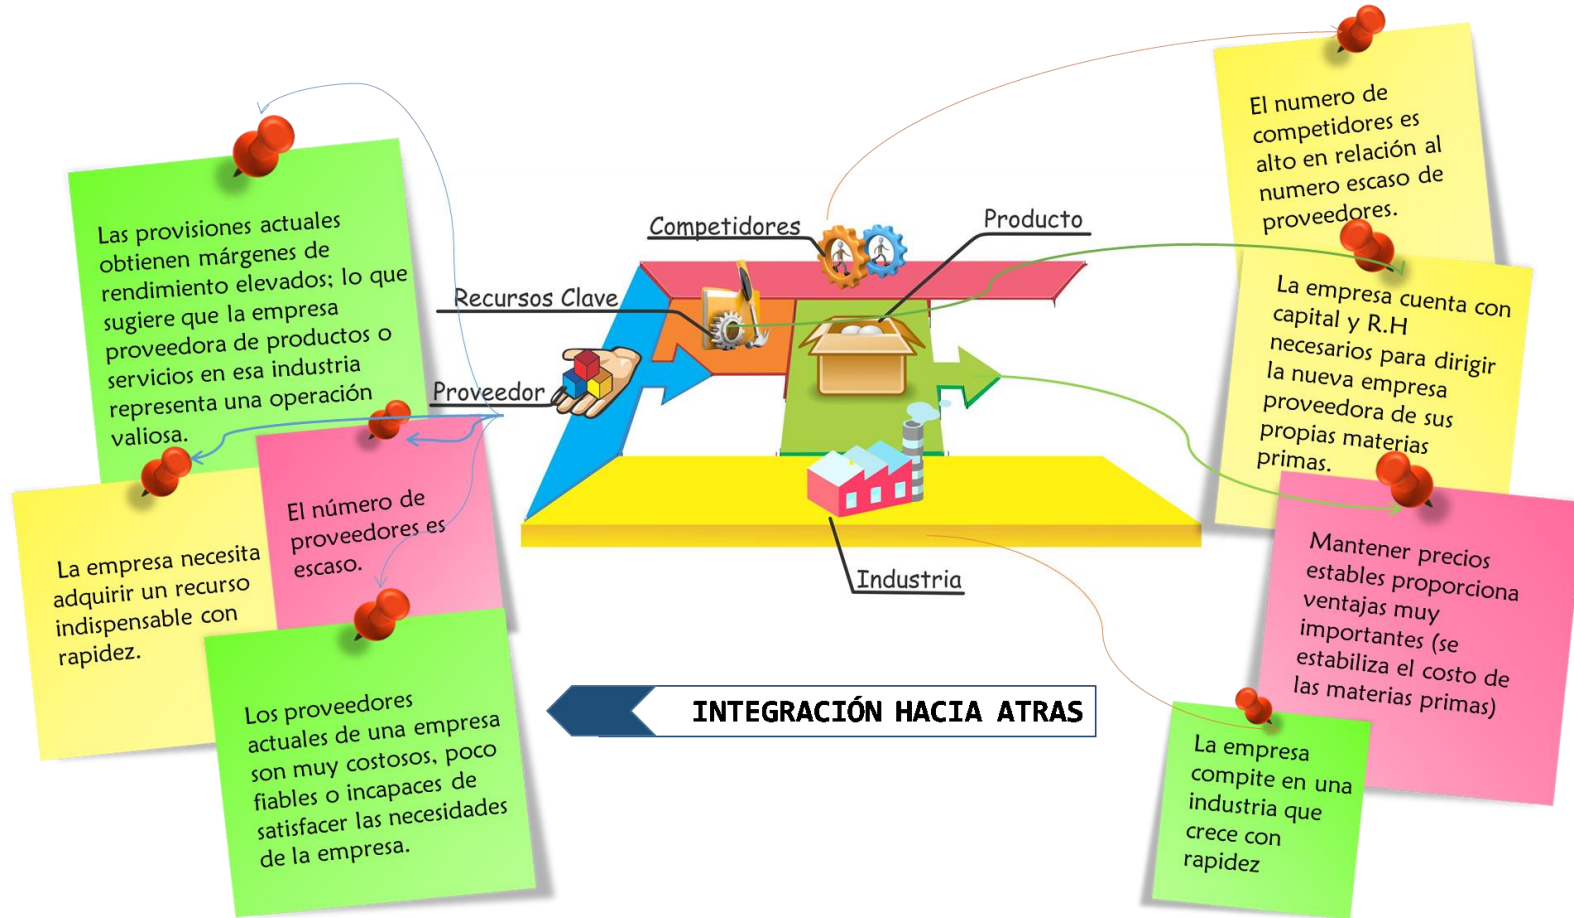 Las provisiones actuales
obtienen márgenes de
rendimiento elevados; lo que
sugiere que la empresa
proveedora de productos o
servicios en esa industria
representa una operación
valiosa.
La empresa necesita
adquirir un recurso
indispensable con
rapidez.
El número de
proveedores es
escaso.
Los proveedores
actuales de una empresa
son muy costosos, poco
fiables o incapaces de
satisfacer las necesidades
de la empresa.
Competidores
Producto
Recursos Clave
Proveedor
Industria
INTEGRACIÓN HACIA ATRAS
El numero de
competidores es
alto en relación al
numero escaso de
proveedores.
La empresa cuenta con
capital y R.H
necesarios para dirigir
la nueva empresa
proveedora de sus
propias materias
primas.
Mantener precios
estables proporciona
ventajas muy
importantes (se
estabiliza el costo de
las materias primas)
La empresa
compite en una
industria que
crece con
rapidez